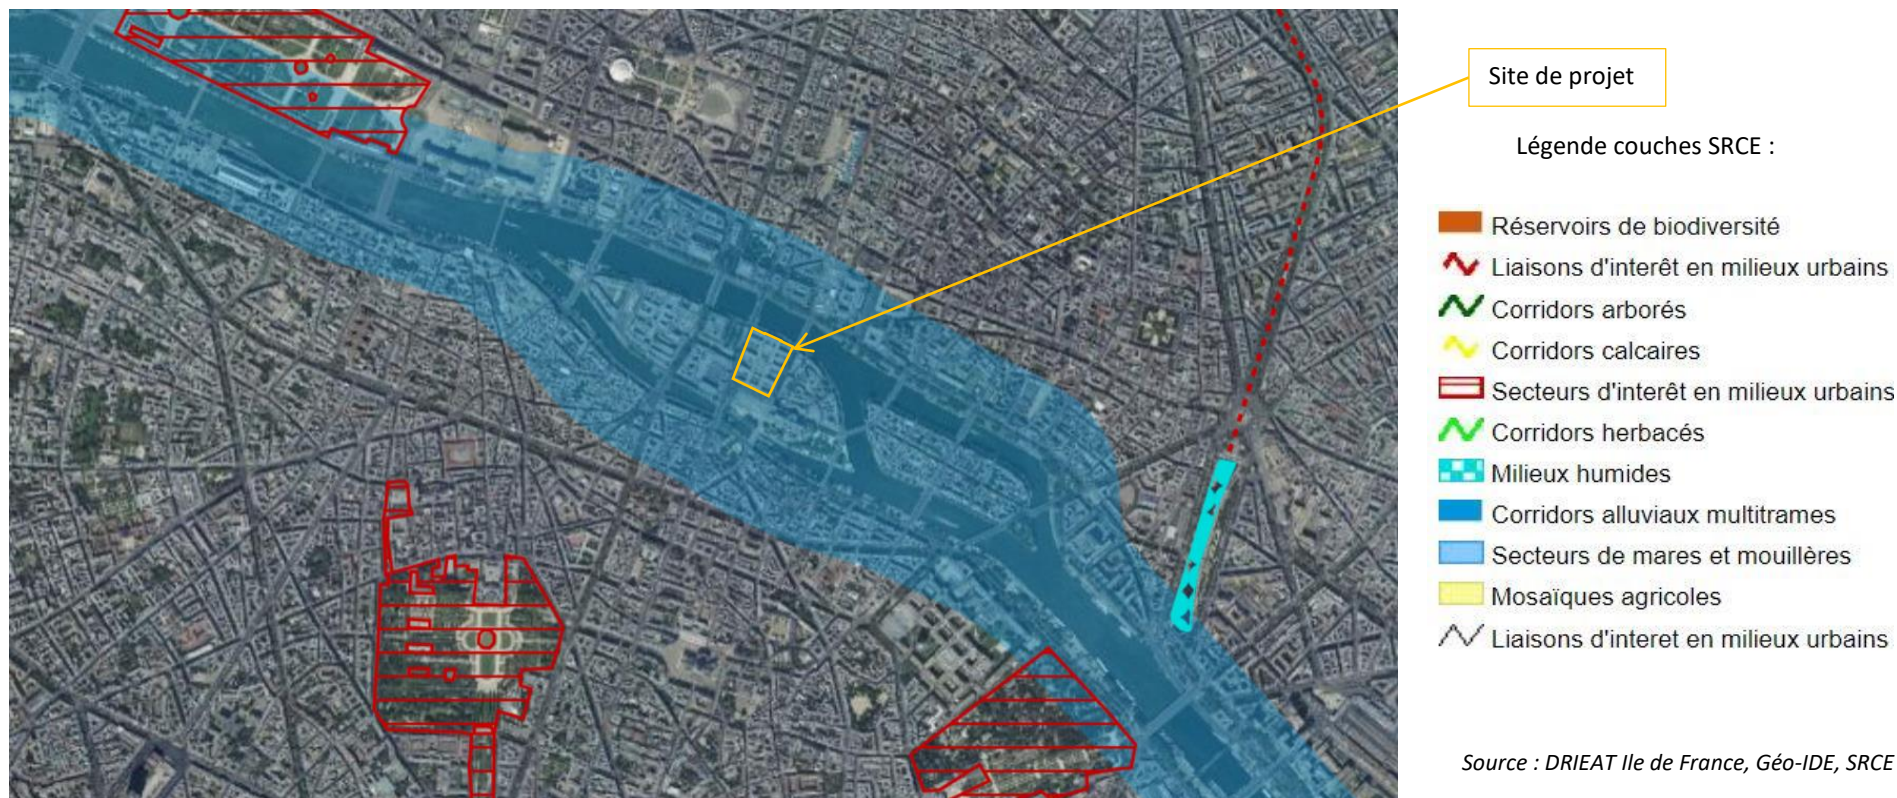 Site de projet
Légende couches SRCE :
Réservoirs de biodiversité
Liaisons d'interêt en milieux urbains
Corridors arborés
Corridors calcaires
Secteurs d'interêt en milieux urbains
Corridors herbacés
Milieux humides
Corridors alluviaux multitrames
Secteurs de mares et mouillères
Mosaïques agricoles
Liaisons d'interet en milieux urbains
Source : DRIEAT Ile de France, Géo-IDE, SRCE